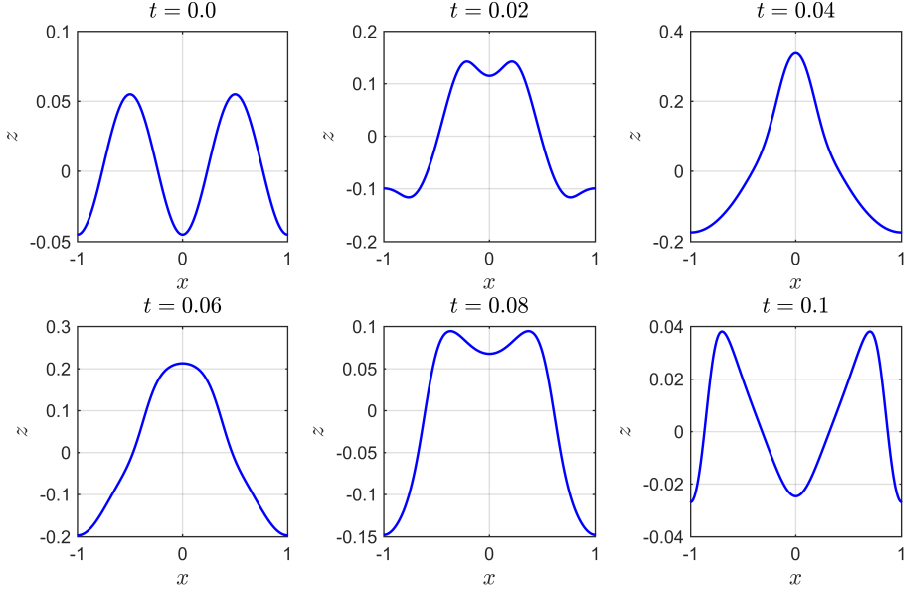 t = 0.0
0.1
0.05
0
-0.05
z
-1
0
1
x
t = 0.02
0.2
0.1
0
-0.1
-0.2
z
-1
0
1
x
t = 0.04
0.4
0.2
0
-0.2
z
-1
0
1
x
t = 0.06
0.3
0.2
0.1
0
-0.1
-0.2
z
-1
0
1
x
t = 0.08
0.1
0.05
0
-0.05
-0.1
-0.15
z
-1
0
1
x
t = 0.1
0.04
0.02
0
-0.02
-0.04
z
-1
0
1
x